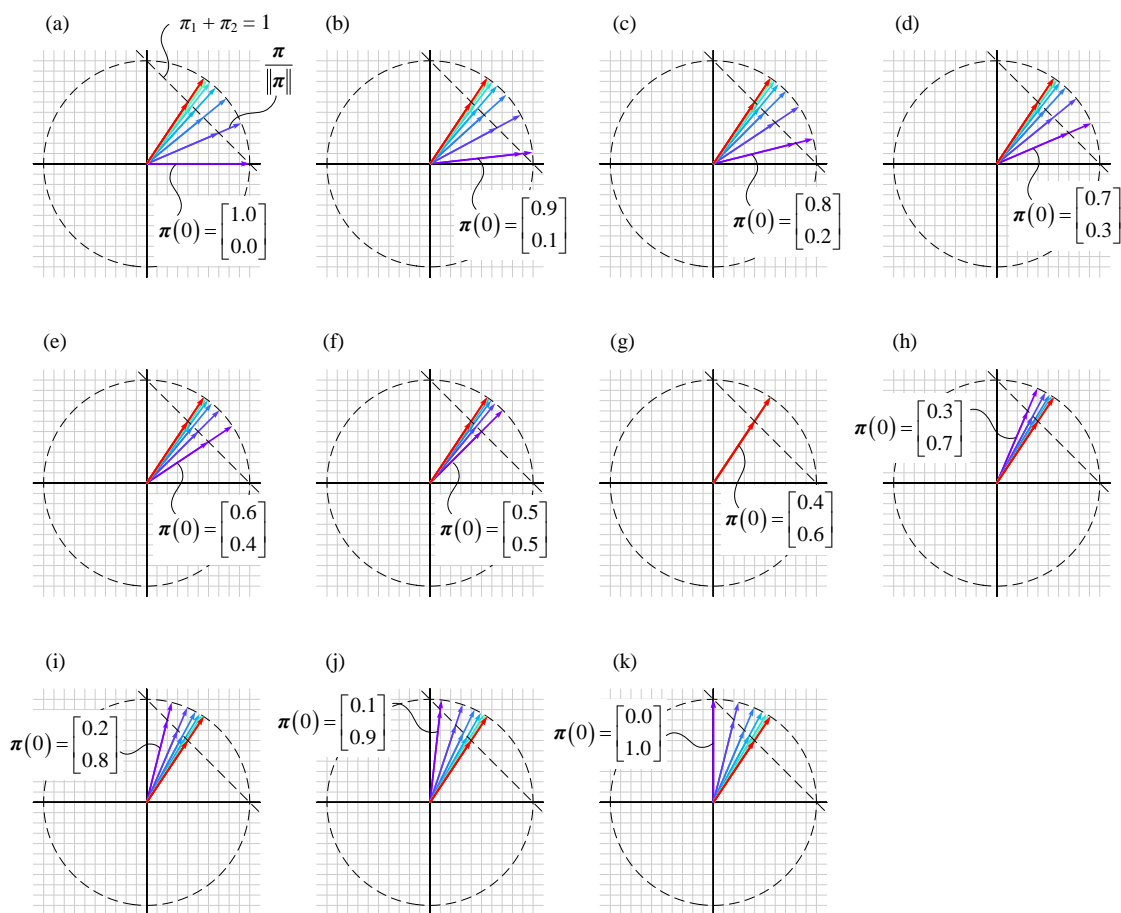 (a)
π₁ + π₂ = 1
π
‖π‖
π(0) = [1.0
0.0]
(b)
π(0) = [0.9
0.1]
(c)
π(0) = [0.8
0.2]
(d)
π(0) = [0.7
0.3]
(e)
π(0) = [0.6
0.4]
(f)
π(0) = [0.5
0.5]
(g)
π(0) = [0.4
0.6]
(h)
π(0) = [0.3
0.7]
(i)
π(0) = [0.2
0.8]
(j)
π(0) = [0.1
0.9]
(k)
π(0) = [0.0
1.0]